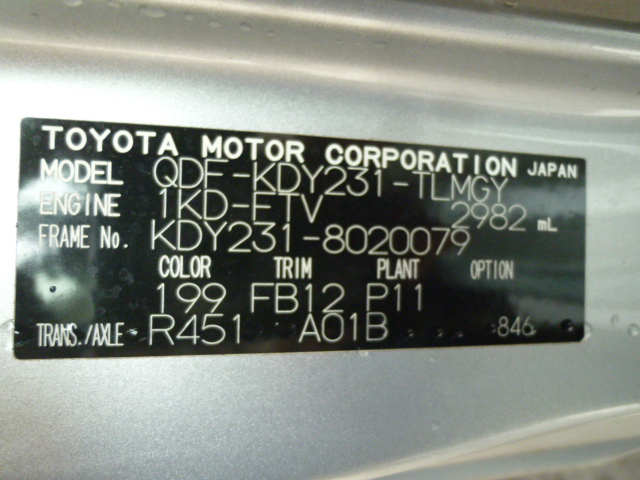 TOYOTA MOTOR CORPORATION JAPAN
MODEL QDF-KDY231-TLMGY
ENGINE 1KD-FTV 2982 mL
FRAME No. KDY231-8020079
COLOR TRIM PLANT OPTION
199 FB12 P11
TRANS./AXLE R451 A01B 846